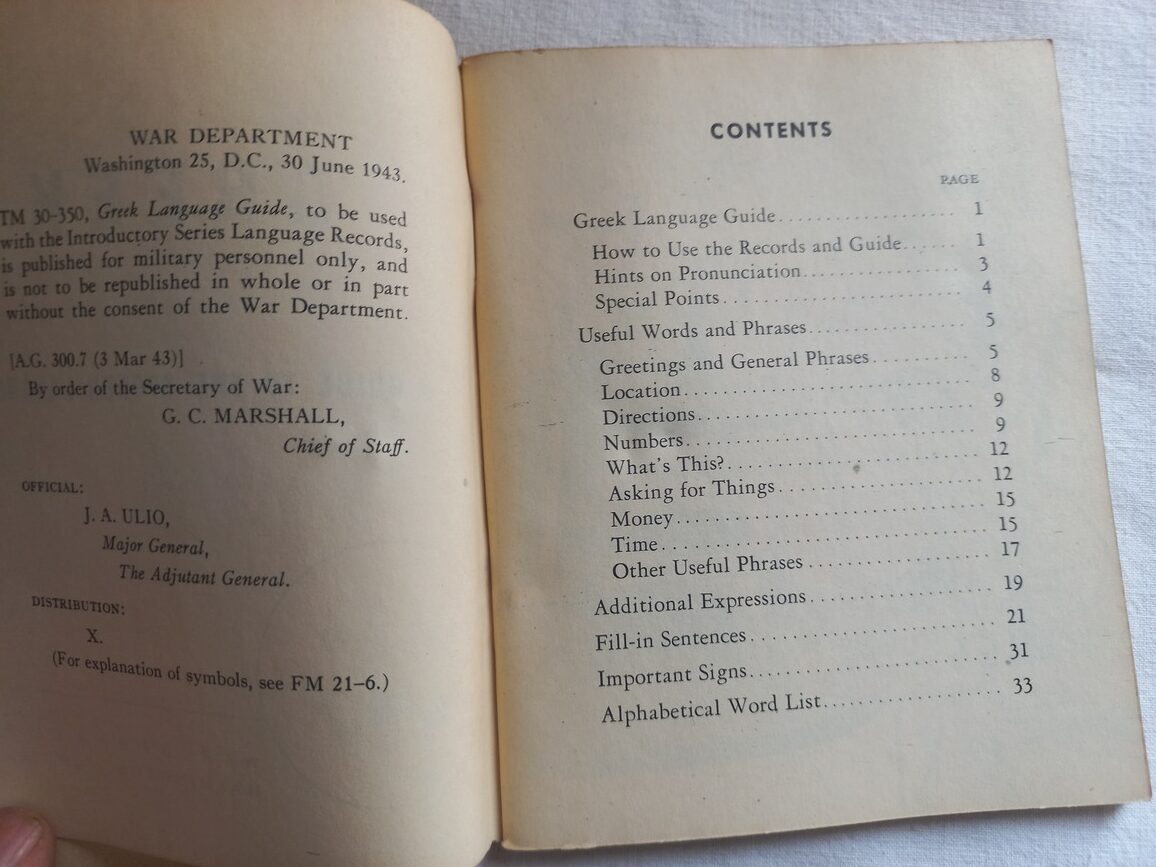 WAR DEPARTMENT
Washington 25, D.C., 30 June 1943.
TM 30-350, Greek Language Guide, to be used
with the Introductory Series Language Records,
is published for military personnel only, and
is not to be republished in whole or in part
without the consent of the War Department.
[A.G. 300.7 (3 Mar 43)]
By order of the Secretary of War:
G. C. MARSHALL,
Chief of Staff.
OFFICIAL:
J. A. ULIO,
Major General,
The Adjutant General.
DISTRIBUTION:
X.
(For explanation of symbols, see FM 21-6.)
CONTENTS
PAGE
Greek Language Guide 1
How to Use the Records and Guide 1
Hints on Pronunciation 3
Special Points 4
Useful Words and Phrases 5
Greetings and General Phrases 5
Location 8
Directions 9
Numbers 9
What's This? 12
Asking for Things 12
Money 15
Time 15
Other Useful Phrases 17
Additional Expressions 19
Fill-in Sentences 21
Important Signs 31
Alphabetical Word List 33